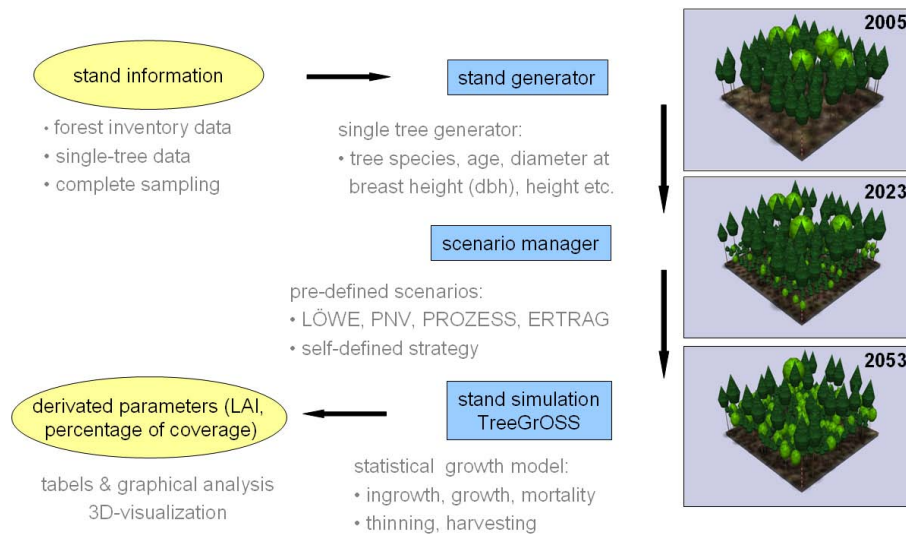 stand information
• forest inventory data
• single-tree data
• complete sampling
stand generator
single tree generator:
• tree species, age, diameter at
breast height (dbh), height etc.
scenario manager
pre-defined scenarios:
• LÖWE, PNV, PROZESS, ERTRAG
• self-defined strategy
stand simulation
TreeGrOSS
statistical growth model:
• ingrowth, growth, mortality
• thinning, harvesting
derivated parameters (LAI,
percentage of coverage)
tabels & graphical analysis
3D-visualization
2005
2023
2053